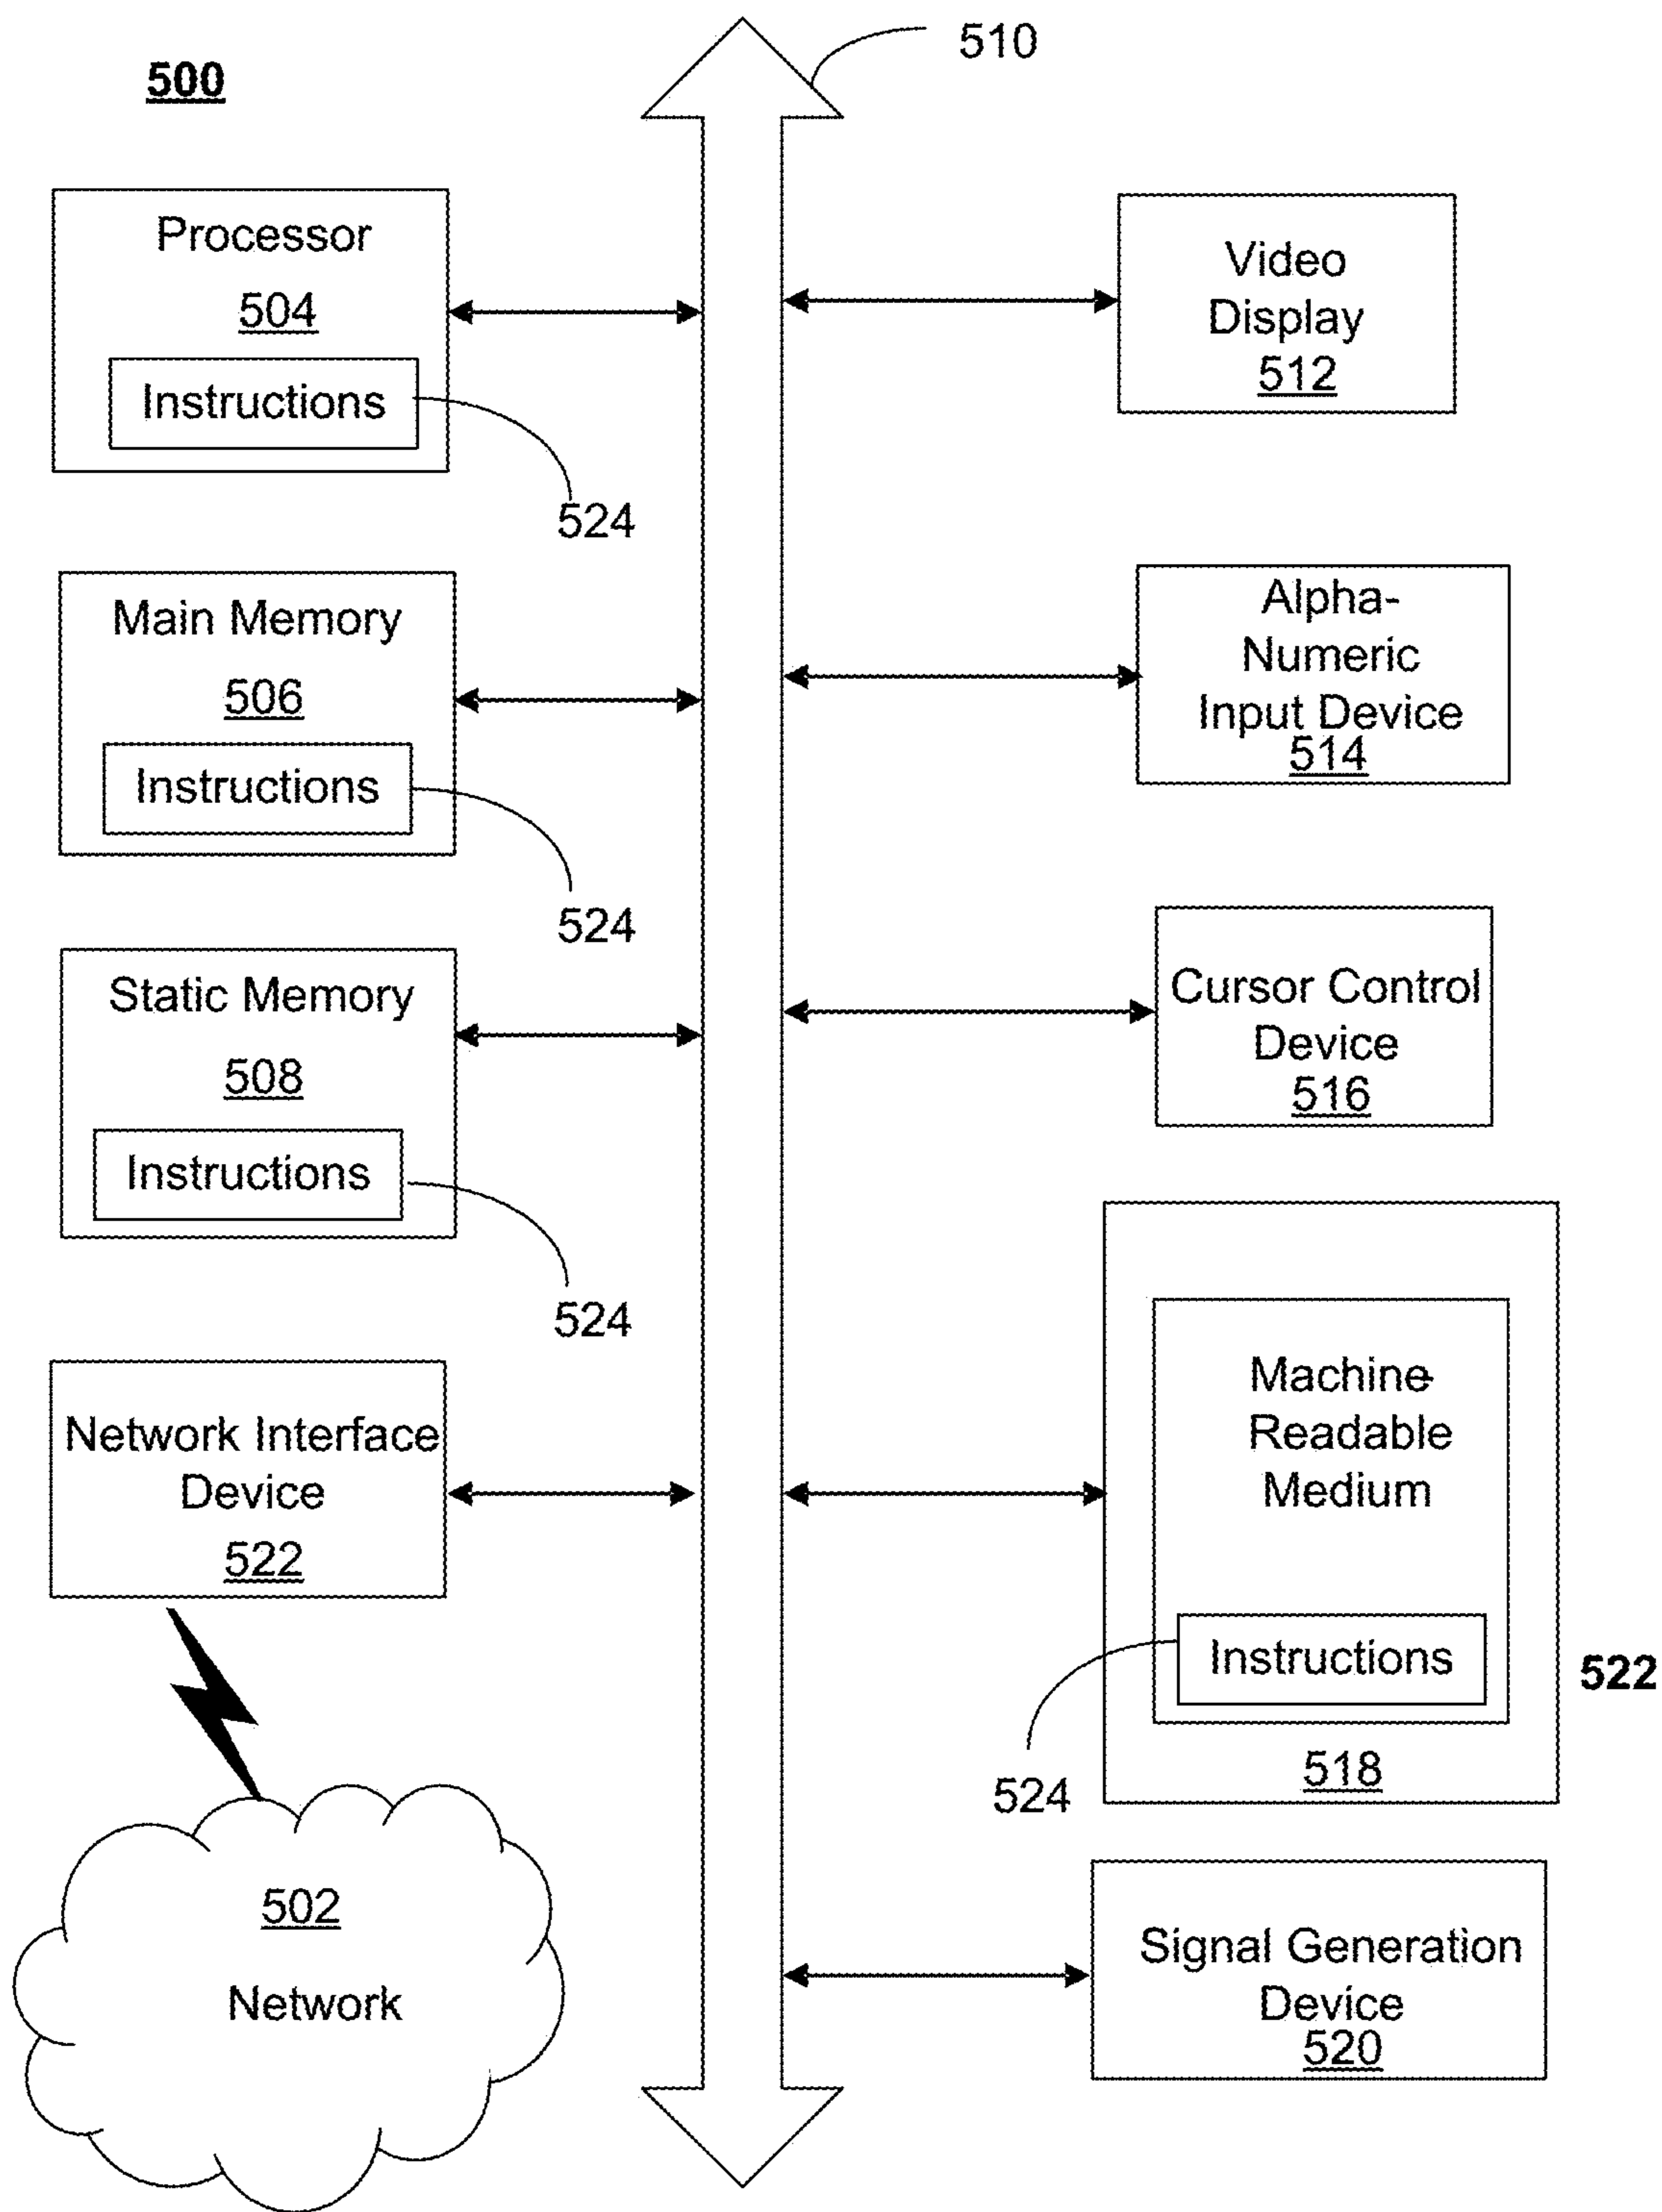 500
510
Processor
504
Instructions
524
Main Memory
506
Instructions
524
Static Memory
508
Instructions
524
Network Interface
Device
522
502
Network
Video
Display
512
Alpha-
Numeric
Input Device
514
Cursor Control
Device
516
Machine-
Readable
Medium
Instructions
522
518
524
Signal Generation
Device
520